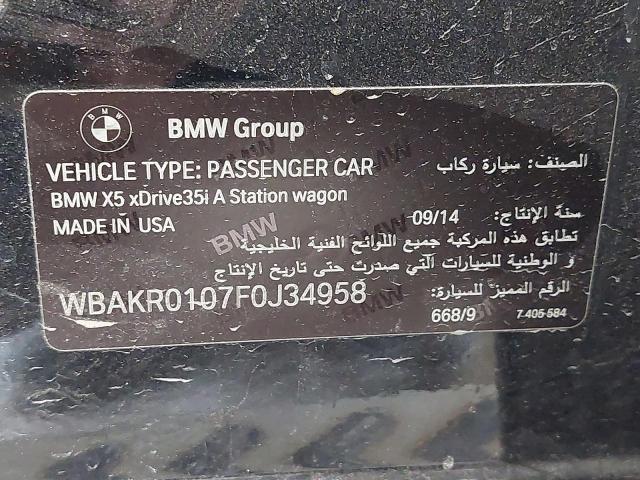 BMW
BMW Group
VEHICLE TYPE: PASSENGER CAR
الصنف: سيارة ركاب
BMW X5 xDrive35i A Station wagon
MADE IN USA
سنة الإنتاج: 09/14
تطابق هذه المركبة جميع اللوائح الفنية الخليجية
و الوطنية للسيارات التي صدرت حتى تاريخ الإنتاج
WBAKR0107F0J34958
الرقم المميز للسيارة:
668/9
7 405 584